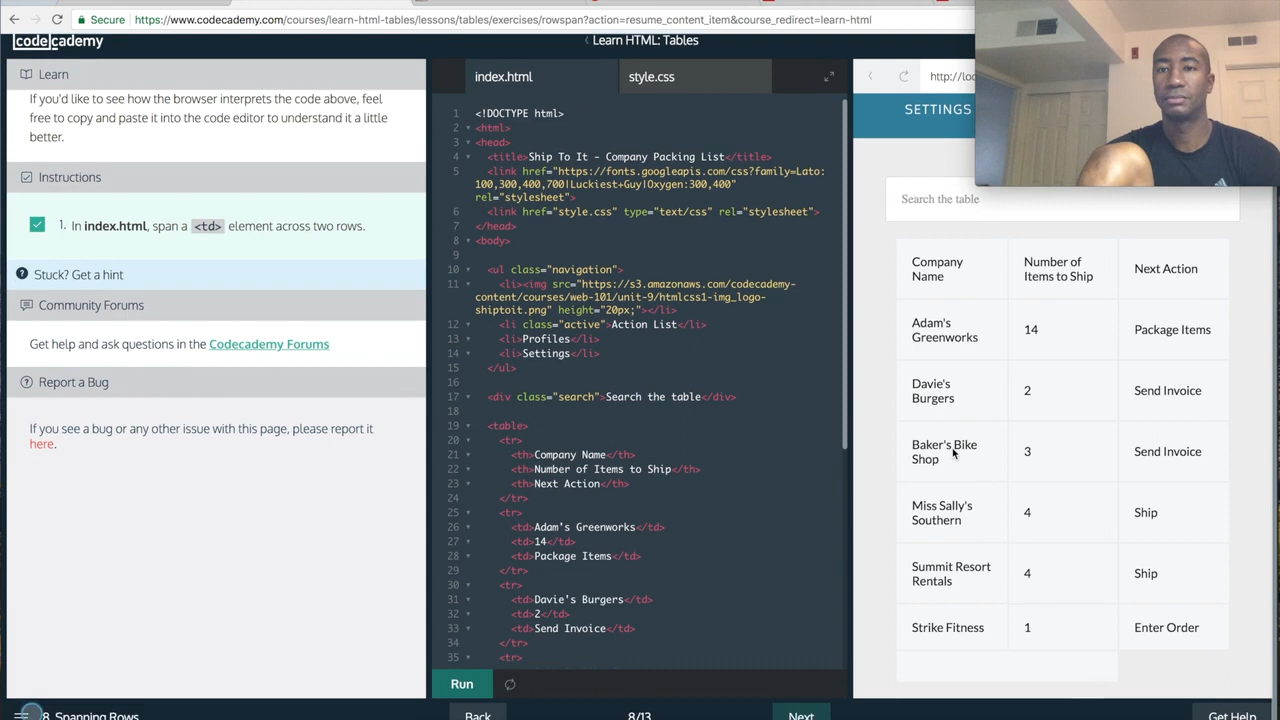 Secure https://www.codecademy.com/courses/learn-html-tables/lessons/tables/exercises/rowspan?action=resume_content_item&course_redirect=learn-html
codecademy
Learn HTML: Tables
Learn
If you'd like to see how the browser interprets the code above, feel
free to copy and paste it into the code editor to understand it a little
better.
Instructions
1. In index.html, span a <td> element across two rows.
Stuck? Get a hint
Community Forums
Get help and ask questions in the Codecademy Forums
Report a Bug
If you see a bug or any other issue with this page, please report it
here.
8. Spanning Rows
index.html
style.css
1 <!DOCTYPE html>
2 <html>
3 <head>
4 <title>Ship To It - Company Packing List</title>
5 <link href="https://fonts.googleapis.com/css?family=Lato:
100,300,400,700|Luckiest+Guy|Oxygen:300,400"
rel="stylesheet">
6 <link href="style.css" type="text/css" rel="stylesheet">
7 </head>
8 <body>
9
10 <ul class="navigation">
11 <li><img src="https://s3.amazonaws.com/codecademy-
content/courses/web-101/unit-9/htmlcss1-img_logo-
shiptoit.png" height="20px;"></li>
12 <li class="active">Action List</li>
13 <li>Profiles</li>
14 <li>Settings</li>
15 </ul>
16
17 <div class="search">Search the table</div>
18
19 <table>
20 <tr>
21 <th>Company Name</th>
22 <th>Number of Items to Ship</th>
23 <th>Next Action</th>
24 </tr>
25 <tr>
26 <td>Adam's Greenworks</td>
27 <td>14</td>
28 <td>Package Items</td>
29 </tr>
30 <tr>
31 <td>Davie's Burgers</td>
32 <td>2</td>
33 <td>Send Invoice</td>
34 </tr>
35 <tr>
Run
Back
8/13
Next
Get Help
http://loc
SETTINGS
Search the table
Company Name
Number of Items to Ship
Next Action
Adam's Greenworks
14
Package Items
Davie's Burgers
2
Send Invoice
Baker's Bike Shop
3
Send Invoice
Miss Sally's Southern
4
Ship
Summit Resort Rentals
4
Ship
Strike Fitness
1
Enter Order